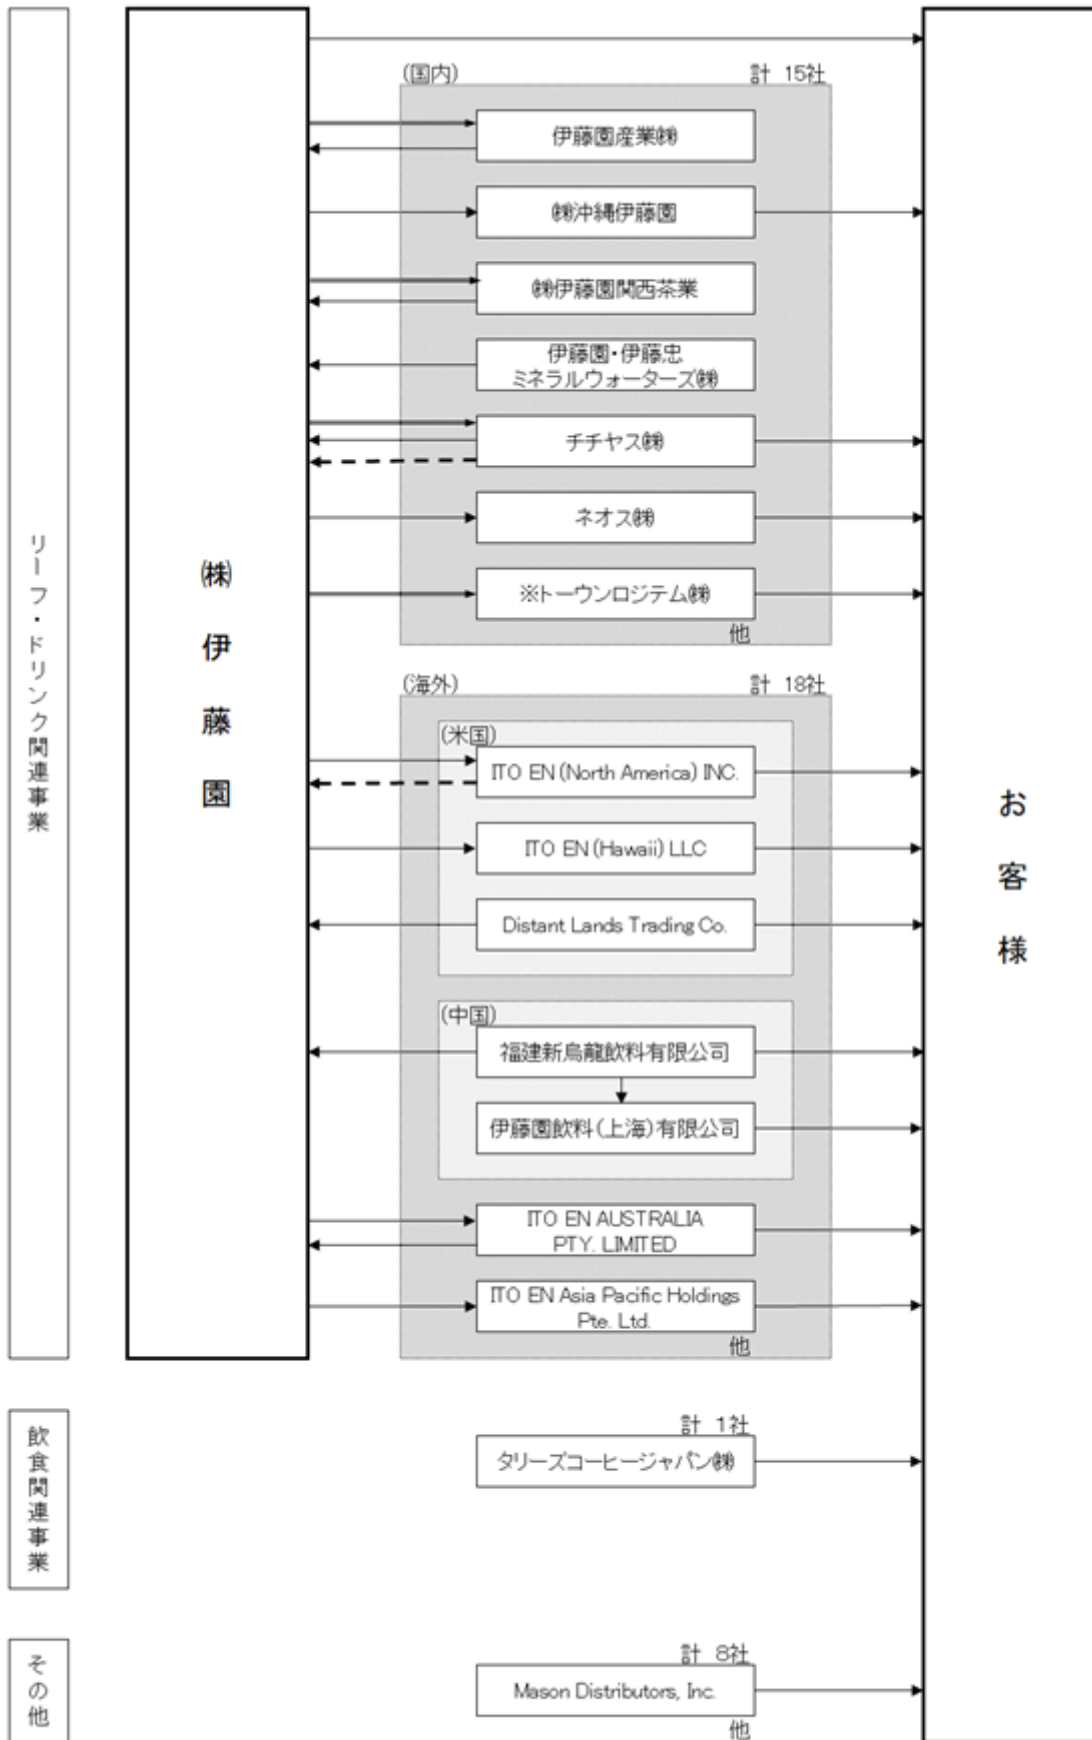 リーフ・ドリンク関連事業
㈱伊藤園
お客様
(国内)
計 15社
伊藤園産業㈱
㈱沖縄伊藤園
㈱伊藤園関西茶業
伊藤園・伊藤忠
ミネラルウォーターズ㈱
チチヤス㈱
ネオス㈱
※トーウンロジテム㈱
他
(海外)
計 18社
(米国)
ITO EN (North America) INC.
ITO EN (Hawaii) LLC
Distant Lands Trading Co.
(中国)
福建新烏龍飲料有限公司
伊藤園飲料(上海)有限公司
ITO EN AUSTRALIA
PTY. LIMITED
ITO EN Asia Pacific Holdings
Pte. Ltd.
他
飲食関連事業
計 1社
タリーズコーヒージャパン㈱
その他
計 8社
Mason Distributors, Inc.
他